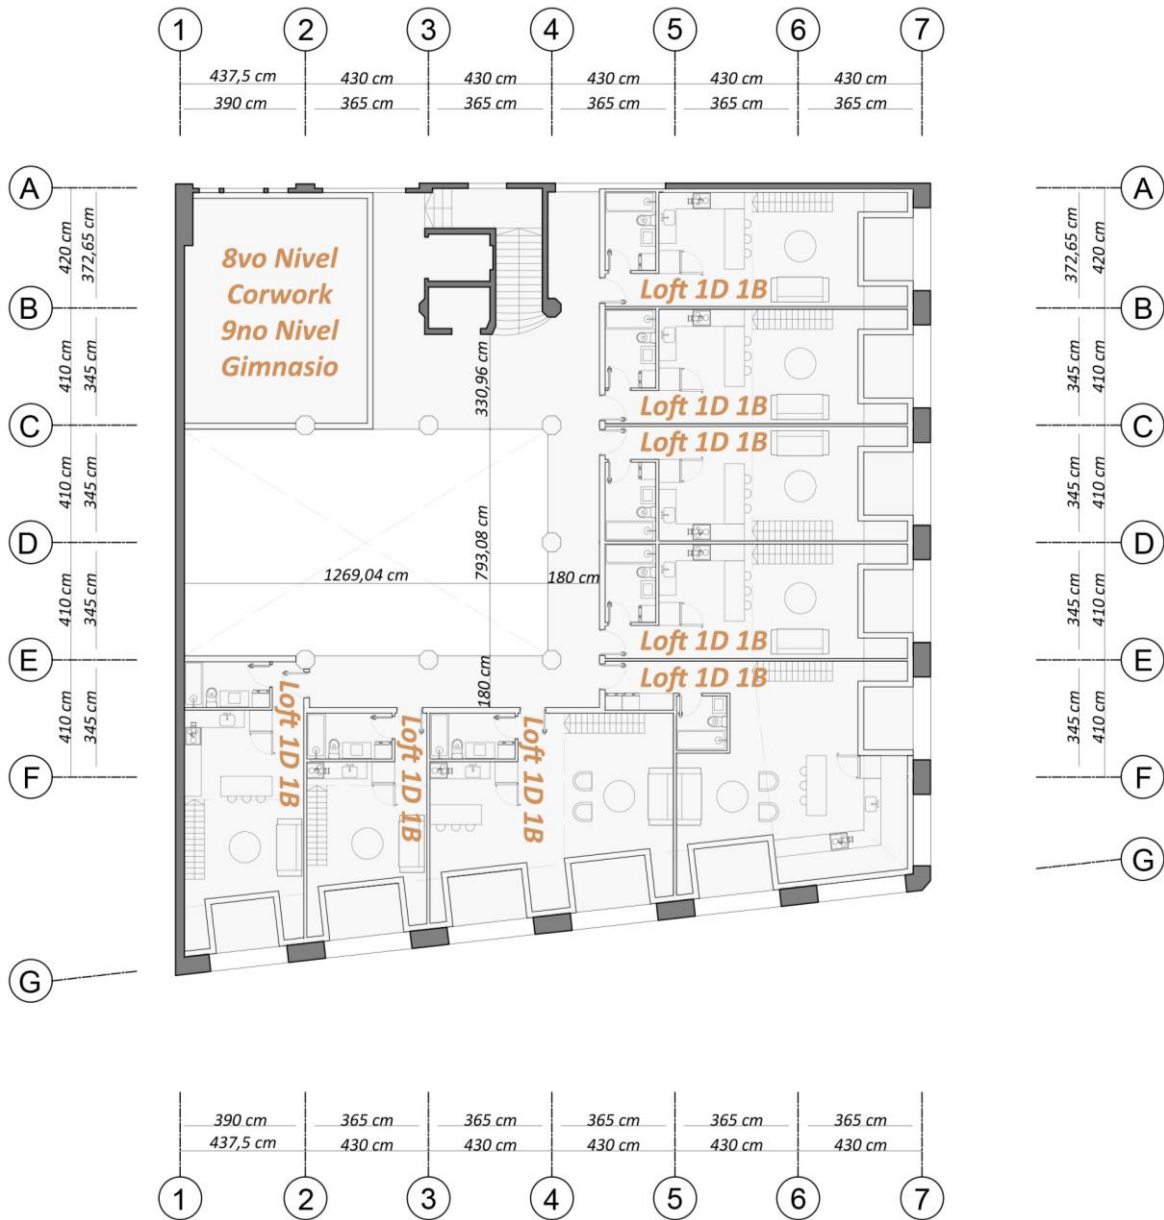 1 2 3 4 5 6 7
437,5 cm 430 cm 430 cm 430 cm 430 cm 430 cm
390 cm 365 cm 365 cm 365 cm 365 cm 365 cm
A A
420 cm 372,65 cm 372,65 cm 420 cm
8vo Nivel
Corwork
9no Nivel
Gimnasio
Loft 1D 1B
B B
410 cm 345 cm 345 cm 410 cm
330,96 cm
Loft 1D 1B
C C
Loft 1D 1B
410 cm 345 cm 345 cm 410 cm
D D
793,08 cm
1269,04 cm 180 cm
410 cm 345 cm 345 cm 410 cm
Loft 1D 1B
E E
Loft 1D 1B
180 cm
410 cm 345 cm 345 cm 410 cm
Loft 1D 1B
Loft 1D 1B
Loft 1D 1B
F F
G
G
390 cm 365 cm 365 cm 365 cm 365 cm 365 cm
437,5 cm 430 cm 430 cm 430 cm 430 cm 430 cm
1 2 3 4 5 6 7